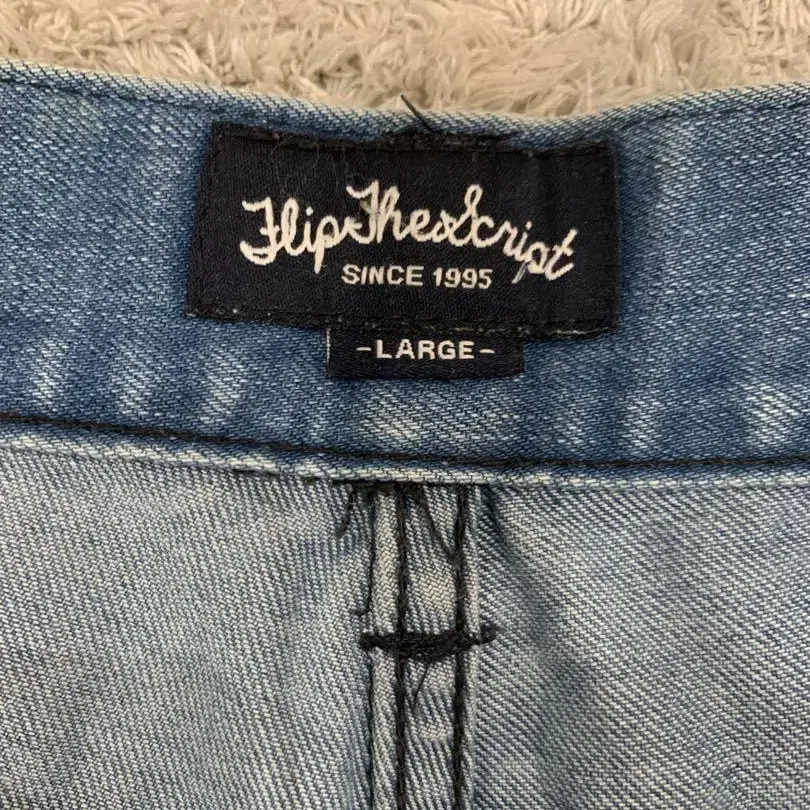 FlipTheScript
SINCE 1995
-LARGE-